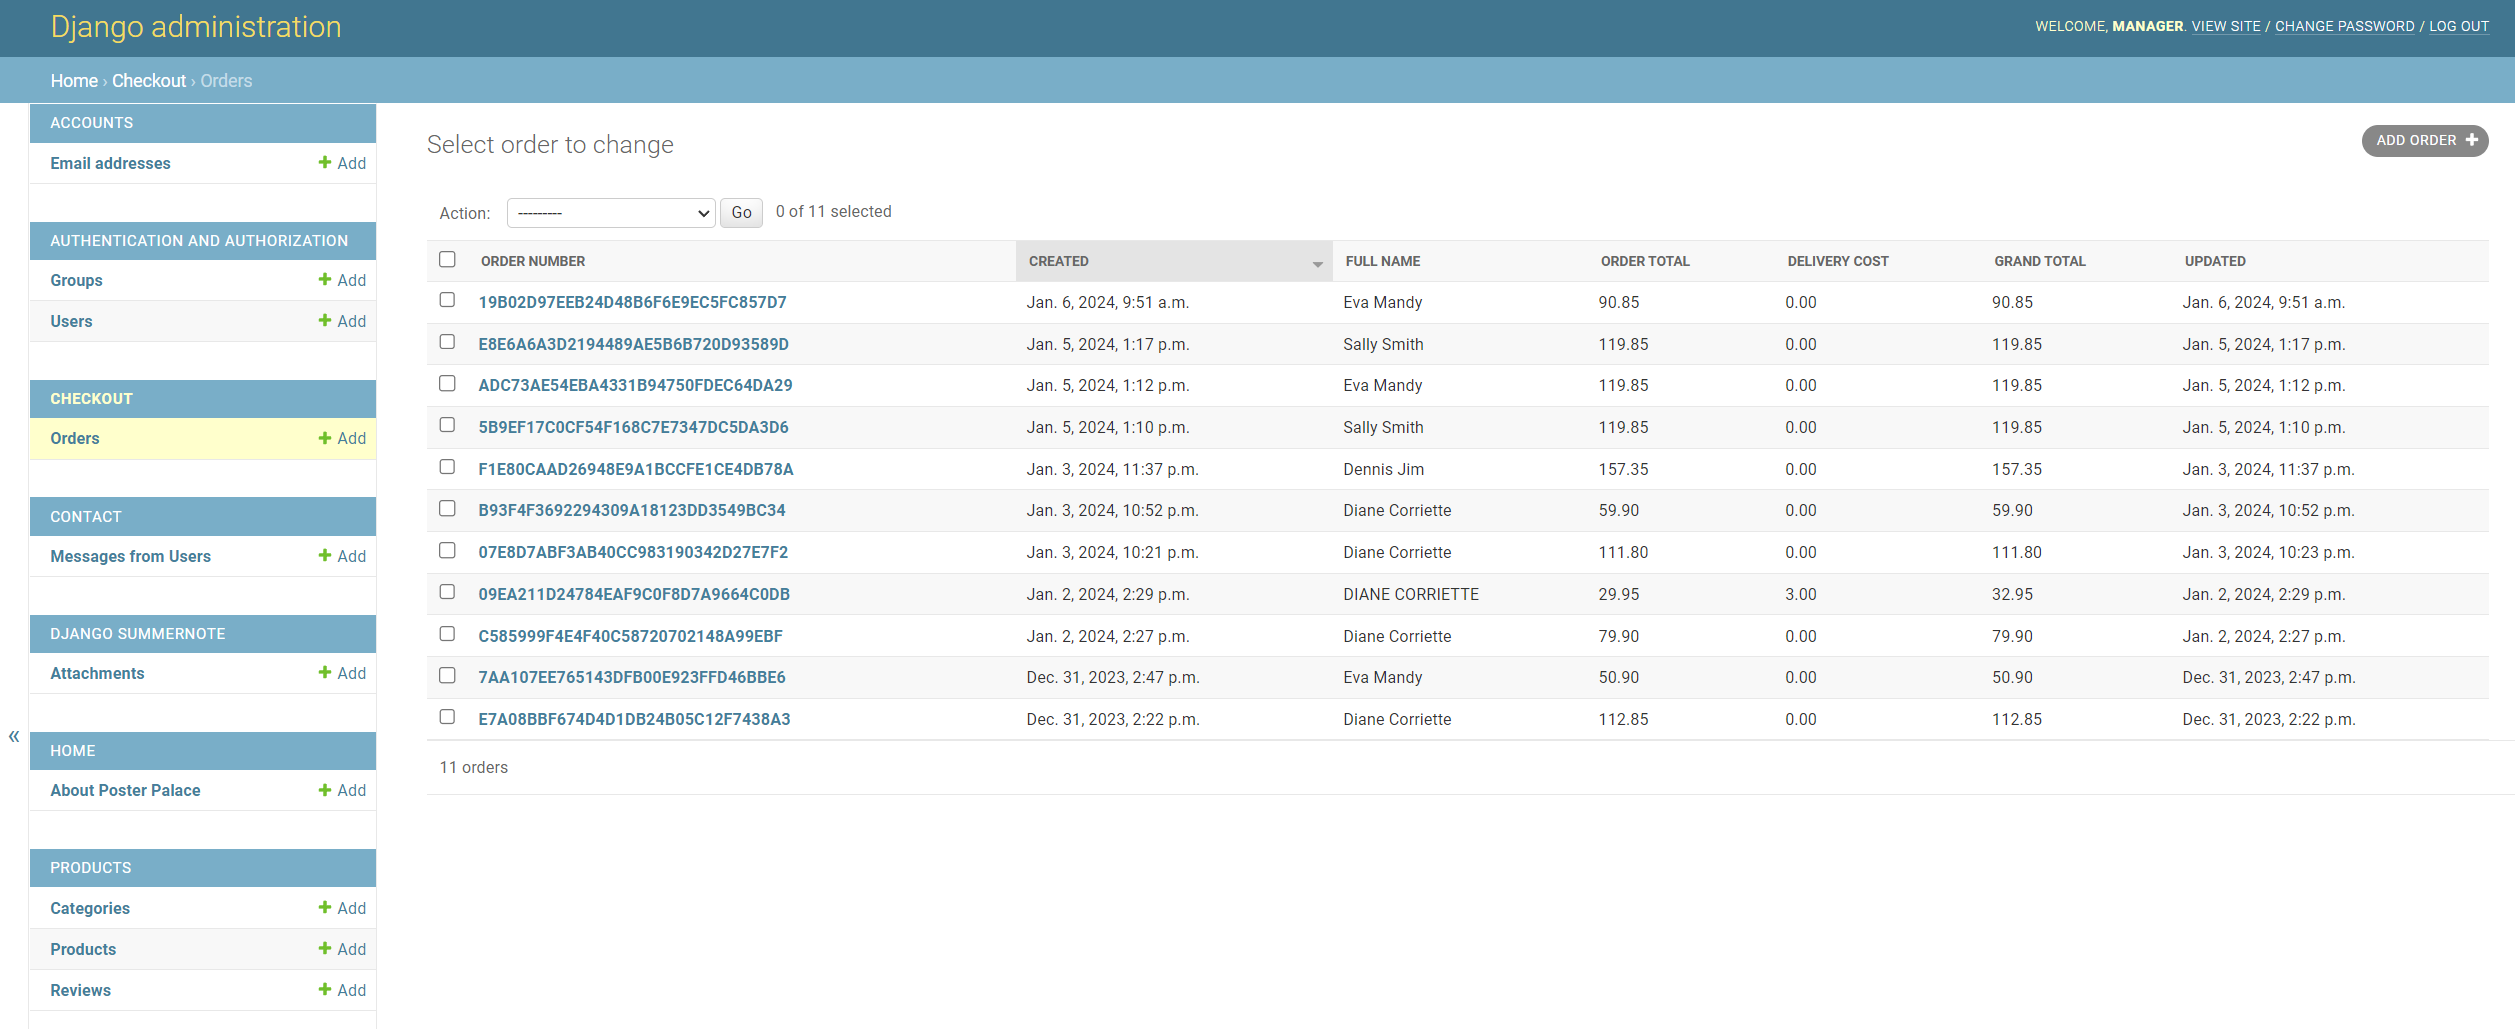 Django administration
WELCOME, MANAGER. VIEW SITE / CHANGE PASSWORD / LOG OUT
Home › Checkout › Orders
ACCOUNTS
Email addresses + Add
AUTHENTICATION AND AUTHORIZATION
Groups + Add
Users + Add
CHECKOUT
Orders + Add
CONTACT
Messages from Users + Add
DJANGO SUMMERNOTE
Attachments + Add
HOME
About Poster Palace + Add
PRODUCTS
Categories + Add
Products + Add
Reviews + Add
«
Select order to change
ADD ORDER +
Action: --------- Go 0 of 11 selected
ORDER NUMBER CREATED FULL NAME ORDER TOTAL DELIVERY COST GRAND TOTAL UPDATED
19B02D97EEB24D48B6F6E9EC5FC857D7 Jan. 6, 2024, 9:51 a.m. Eva Mandy 90.85 0.00 90.85 Jan. 6, 2024, 9:51 a.m.
E8E6A6A3D2194489AE5B6B720D93589D Jan. 5, 2024, 1:17 p.m. Sally Smith 119.85 0.00 119.85 Jan. 5, 2024, 1:17 p.m.
ADC73AE54EBA4331B94750FDEC64DA29 Jan. 5, 2024, 1:12 p.m. Eva Mandy 119.85 0.00 119.85 Jan. 5, 2024, 1:12 p.m.
5B9EF17C0CF54F168C7E7347DC5DA3D6 Jan. 5, 2024, 1:10 p.m. Sally Smith 119.85 0.00 119.85 Jan. 5, 2024, 1:10 p.m.
F1E80CAAD26948E9A1BCCFE1CE4DB78A Jan. 3, 2024, 11:37 p.m. Dennis Jim 157.35 0.00 157.35 Jan. 3, 2024, 11:37 p.m.
B93F4F3692294309A18123DD3549BC34 Jan. 3, 2024, 10:52 p.m. Diane Corriette 59.90 0.00 59.90 Jan. 3, 2024, 10:52 p.m.
07E8D7ABF3AB40CC983190342D27E7F2 Jan. 3, 2024, 10:21 p.m. Diane Corriette 111.80 0.00 111.80 Jan. 3, 2024, 10:23 p.m.
09EA211D24784EAF9C0F8D7A9664C0DB Jan. 2, 2024, 2:29 p.m. DIANE CORRIETTE 29.95 3.00 32.95 Jan. 2, 2024, 2:29 p.m.
C585999F4E4F40C58720702148A99EBF Jan. 2, 2024, 2:27 p.m. Diane Corriette 79.90 0.00 79.90 Jan. 2, 2024, 2:27 p.m.
7AA107EE765143DFB00E923FFD46BBE6 Dec. 31, 2023, 2:47 p.m. Eva Mandy 50.90 0.00 50.90 Dec. 31, 2023, 2:47 p.m.
E7A08BBF674D4D1DB24B05C12F7438A3 Dec. 31, 2023, 2:22 p.m. Diane Corriette 112.85 0.00 112.85 Dec. 31, 2023, 2:22 p.m.
11 orders